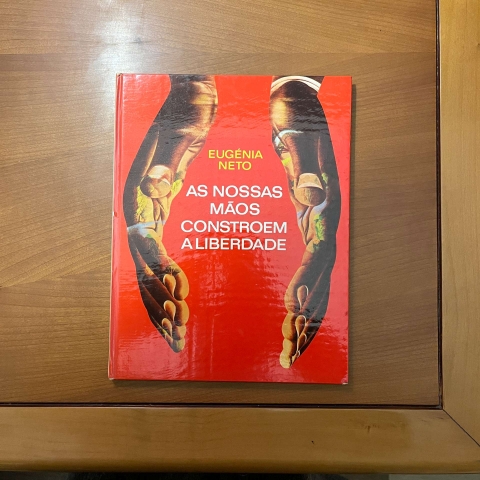 EUGÉNIA
NETO
AS NOSSAS
MÃOS
CONSTROEM
A LIBERDADE